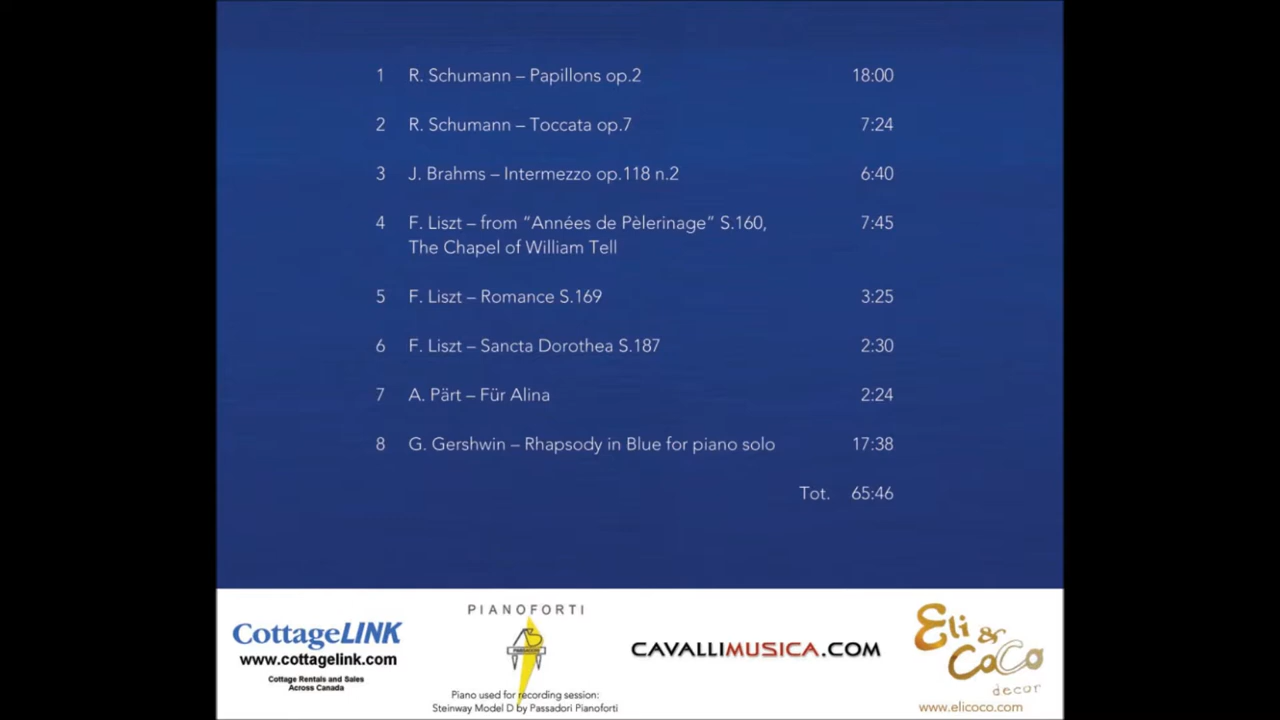 1 R. Schumann – Papillons op.2 18:00
2 R. Schumann – Toccata op.7 7:24
3 J. Brahms – Intermezzo op.118 n.2 6:40
4 F. Liszt – from “Années de Pèlerinage” S.160, 7:45
The Chapel of William Tell
5 F. Liszt – Romance S.169 3:25
6 F. Liszt – Sancta Dorothea S.187 2:30
7 A. Pärt – Für Alina 2:24
8 G. Gershwin – Rhapsody in Blue for piano solo 17:38
Tot. 65:46
CottageLINK
www.cottagelink.com
Cottage Rentals and Sales
Across Canada
PIANOFORTI
PASSADORI
Piano used for recording session:
Steinway Model D by Passadori Pianoforti
CAVALLIMUSICA.COM
Eli &
CoCo
decor
www.elicoco.com